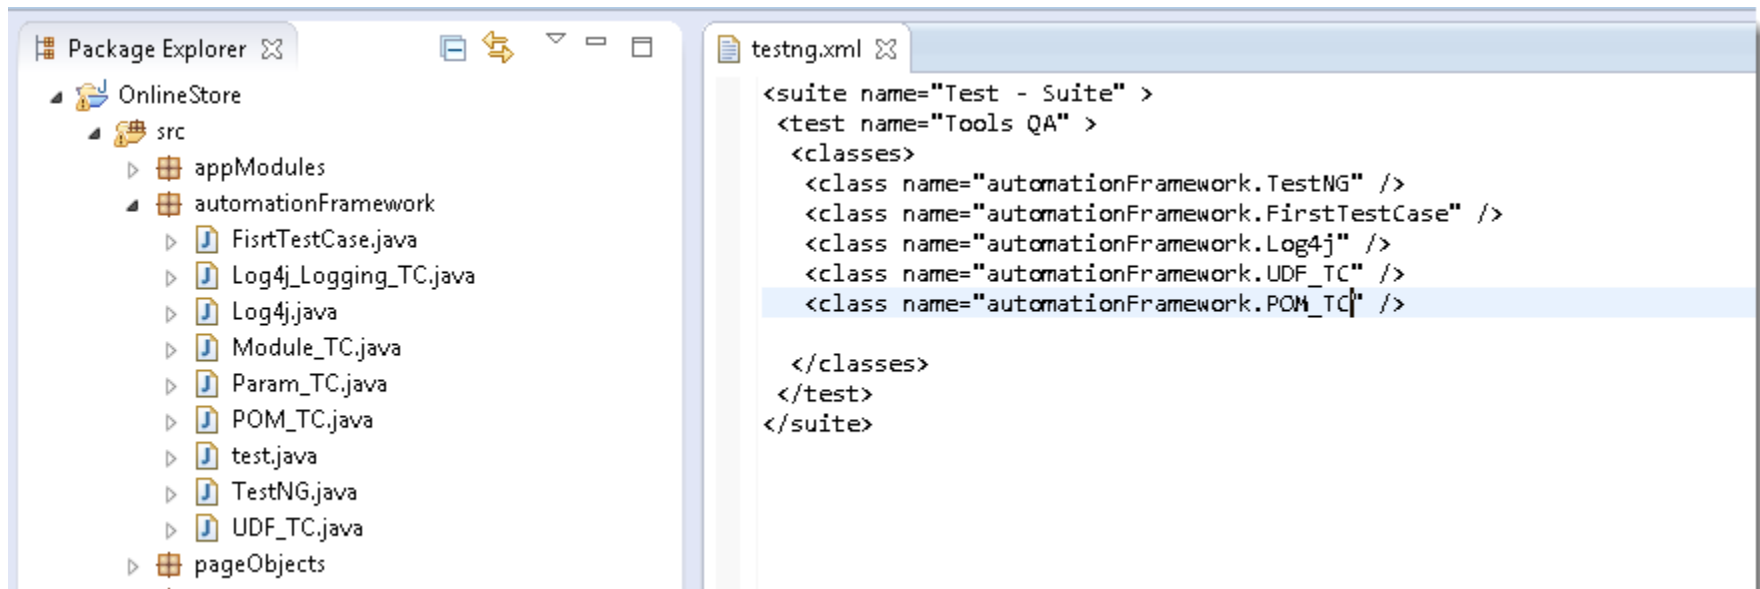 Package Explorer
OnlineStore
src
appModules
automationFramework
FisrtTestCase.java
Log4j_Logging_TC.java
Log4j.java
Module_TC.java
Param_TC.java
POM_TC.java
test.java
TestNG.java
UDF_TC.java
pageObjects
testng.xml
<suite name="Test - Suite" >
<test name="Tools QA" >
<classes>
<class name="automationFramework.TestNG" />
<class name="automationFramework.FirstTestCase" />
<class name="automationFramework.Log4j" />
<class name="automationFramework.UDF_TC" />
<class name="automationFramework.POM_TC" />
</classes>
</test>
</suite>